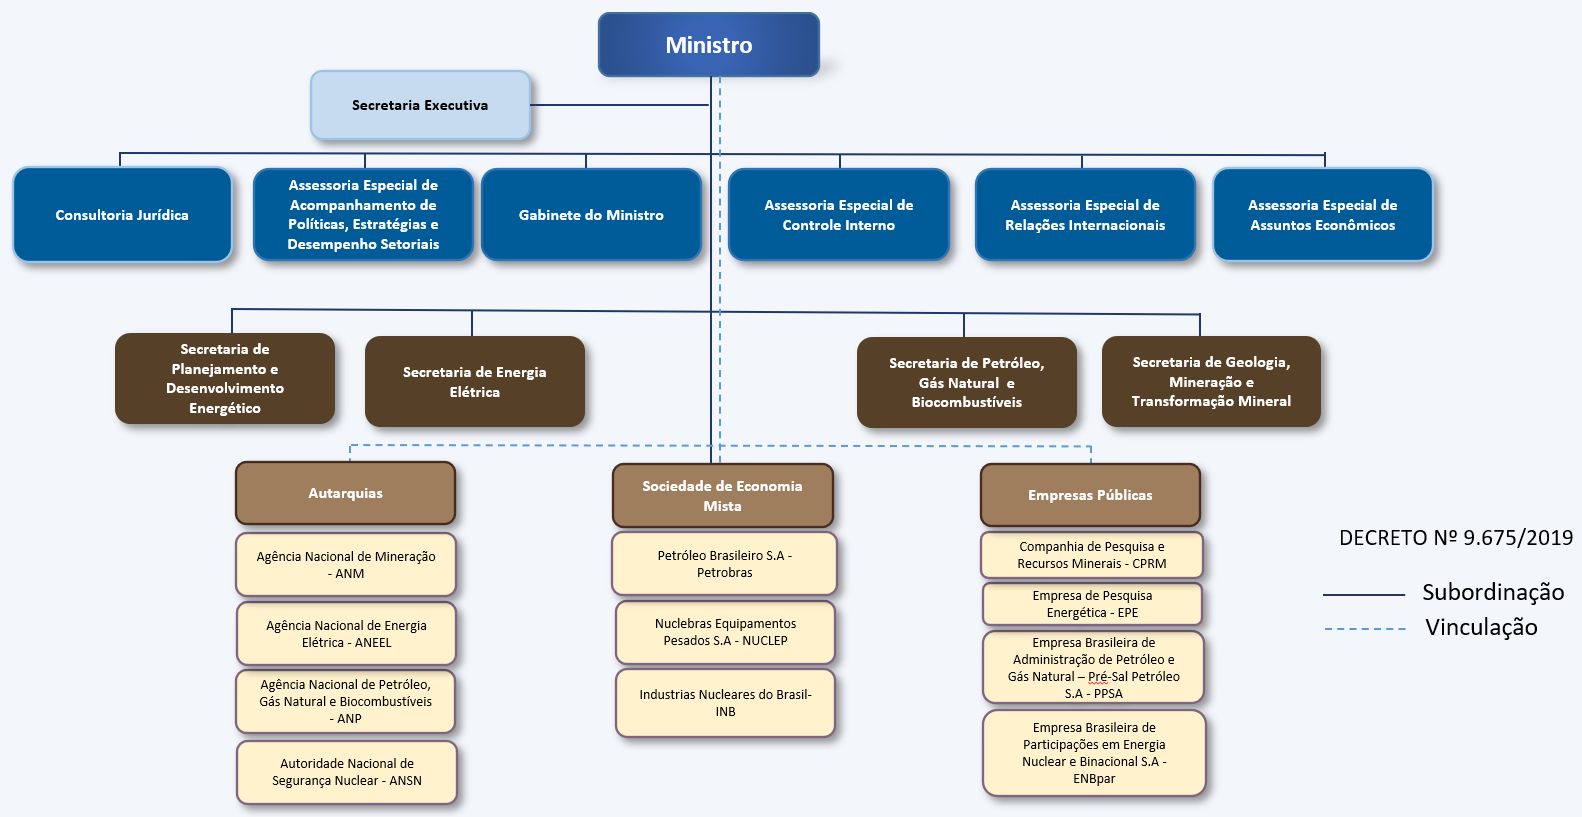 Ministro
Secretaria Executiva
Consultoria Jurídica
Assessoria Especial de
Acompanhamento de
Políticas, Estratégias e
Desempenho Setoriais
Gabinete do Ministro
Assessoria Especial de
Controle Interno
Assessoria Especial de
Relações Internacionais
Assessoria Especial de
Assuntos Econômicos
Secretaria de
Planejamento e
Desenvolvimento
Energético
Secretaria de Energia
Elétrica
Secretaria de Petróleo,
Gás Natural e
Biocombustíveis
Secretaria de Geologia,
Mineração e
Transformação Mineral
Autarquias
Agência Nacional de Mineração
- ANM
Agência Nacional de Energia
Elétrica - ANEEL
Agência Nacional de Petróleo,
Gás Natural e Biocombustíveis
- ANP
Autoridade Nacional de
Segurança Nuclear - ANSN
Sociedade de Economia
Mista
Petróleo Brasileiro S.A -
Petrobras
Nuclebras Equipamentos
Pesados S.A - NUCLEP
Industrias Nucleares do Brasil-
INB
Empresas Públicas
Companhia de Pesquisa e
Recursos Minerais - CPRM
Empresa de Pesquisa
Energética - EPE
Empresa Brasileira de
Administração de Petróleo e
Gás Natural – Pré-Sal Petróleo
S.A - PPSA
Empresa Brasileira de
Participações em Energia
Nuclear e Binacional S.A -
ENBpar
DECRETO Nº 9.675/2019
Subordinação
Vinculação